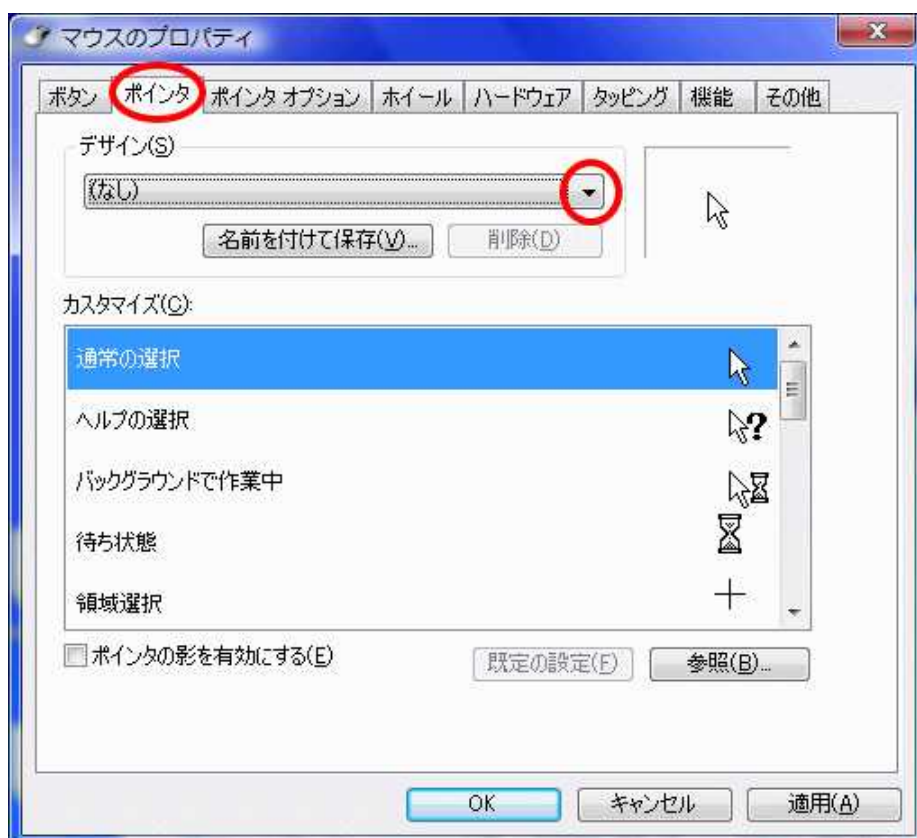 マウスのプロパティ
ボタン ポインタ ポインタ オプション ホイール ハードウェア タッピング 機能 その他
デザイン(S)
(なし)
名前を付けて保存(V)... 削除(D)
カスタマイズ(C):
通常の選択
ヘルプの選択
バックグラウンドで作業中
待ち状態
領域選択
ポインタの影を有効にする(E) 既定の設定(F) 参照(B)...
OK キャンセル 適用(A)